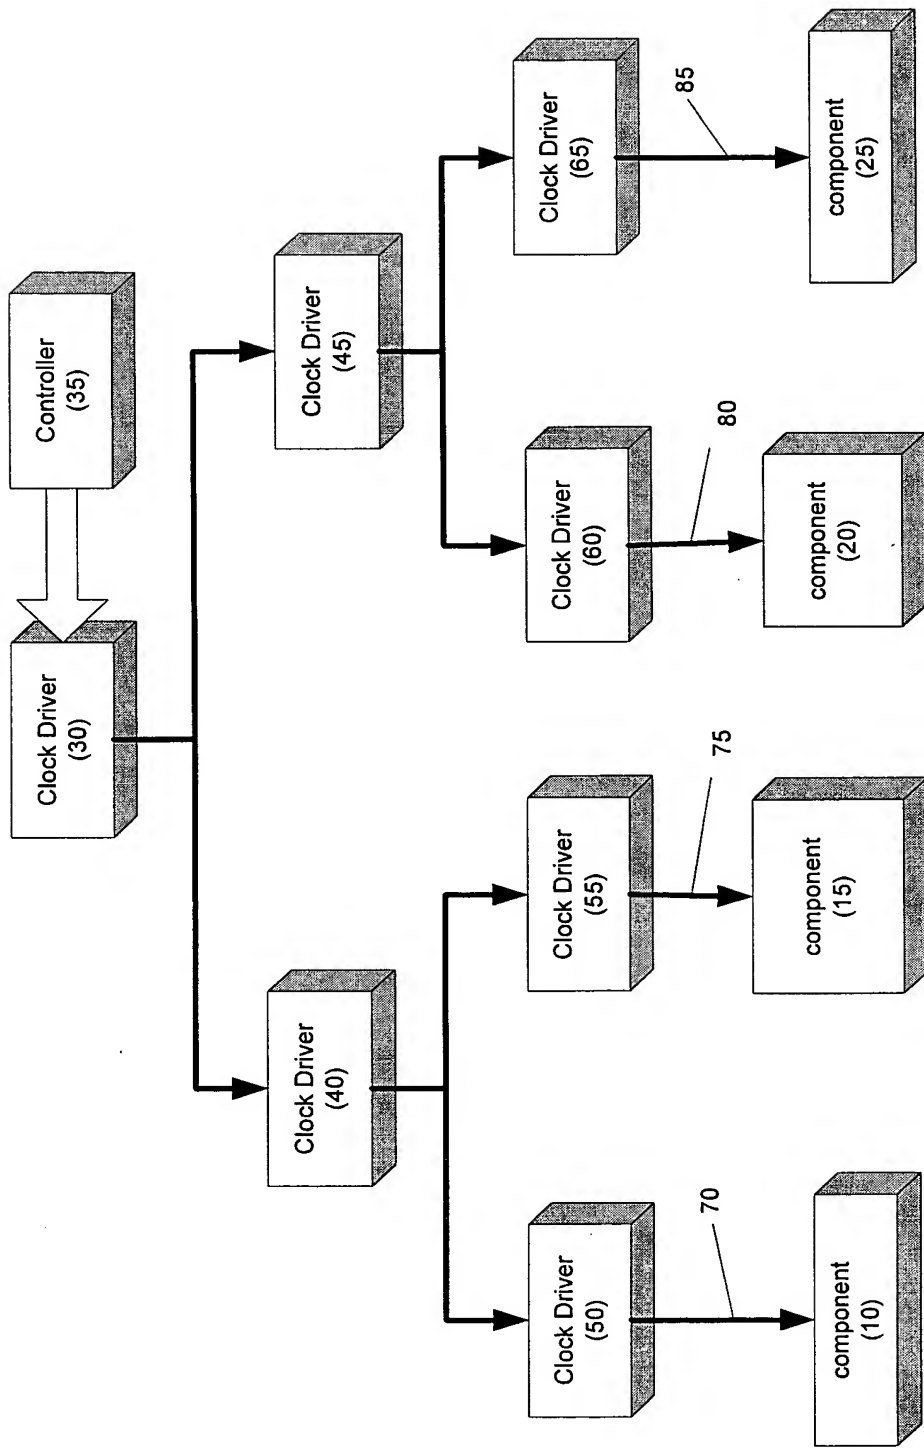 Clock Driver
(30)
Controller
(35)
Clock Driver
(40)
Clock Driver
(45)
Clock Driver
(50)
Clock Driver
(55)
Clock Driver
(60)
Clock Driver
(65)
70
75
80
85
component
(10)
component
(15)
component
(20)
component
(25)